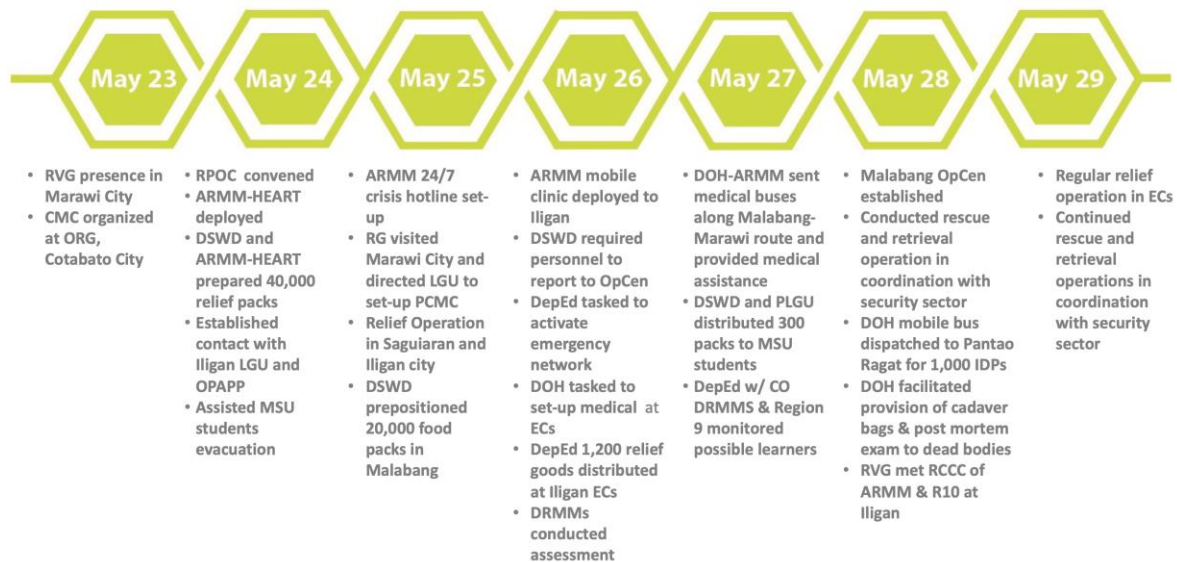 May 23
May 24
May 25
May 26
May 27
May 28
May 29
• RVG presence in
Marawi City
• CMC organized
at ORG,
Cotabato City
• RPOC convened
• ARMM-HEART
deployed
• DSWD and
ARMM-HEART
prepared 40,000
relief packs
• Established
contact with
Iligan LGU and
OPAPP
• Assisted MSU
students
evacuation
• ARMM 24/7
crisis hotline set-
up
• RG visited
Marawi City and
directed LGU to
set-up PCMC
• Relief Operation
in Saguiaran and
Iligan city
• DSWD
prepositioned
20,000 food
packs in
Malabang
• ARMM mobile
clinic deployed to
Iligan
• DSWD required
personnel to
report to OpCen
• DepEd tasked to
activate
emergency
network
• DOH tasked to
set-up medical at
ECs
• DepEd 1,200 relief
goods distributed
at Iligan ECs
• DRMMs
conducted
assessment
• DOH-ARMM sent
medical buses
along Malabang-
Marawi route and
provided medical
assistance
• DSWD and PLGU
distributed 300
packs to MSU
students
• DepEd w/ CO
DRMMS & Region
9 monitored
possible learners
• Malabang OpCen
established
• Conducted rescue
and retrieval
operation in
coordination with
security sector
• DOH mobile bus
dispatched to Pantao
Ragat for 1,000 IDPs
• DOH facilitated
provision of cadaver
bags & post mortem
exam to dead bodies
• RVG met RCCC of
ARMM & R10 at
Iligan
• Regular relief
operation in ECs
• Continued
rescue and
retrieval
operations in
coordination
with security
sector